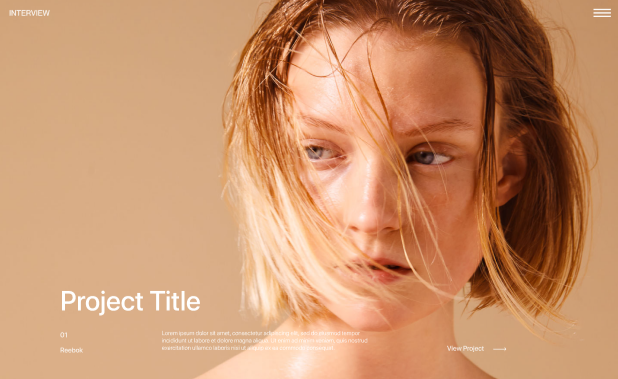 INTERVIEW
Project Title
01
Reebok
Lorem ipsum dolor sit amet, consectetur adipiscing elit, sed do eiusmod tempor
incididunt ut labore et dolore magna aliqua. Ut enim ad minim veniam, quis nostrud
exercitation ullamco laboris nisi ut aliquip ex ea commodo consequat.
View Project